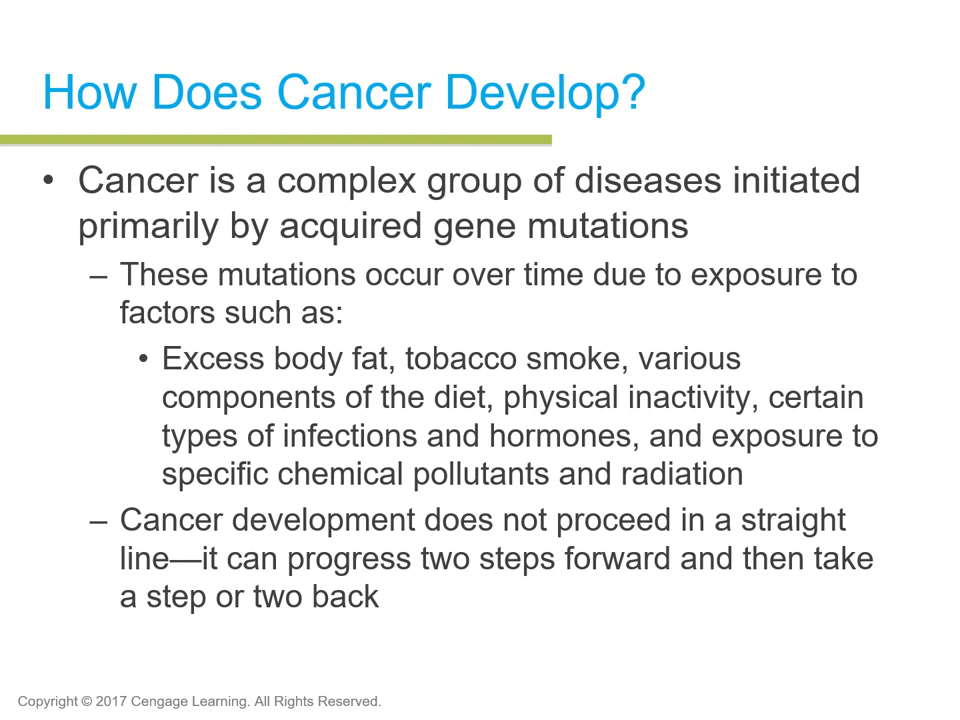 How Does Cancer Develop?
• Cancer is a complex group of diseases initiated
primarily by acquired gene mutations
– These mutations occur over time due to exposure to
factors such as:
• Excess body fat, tobacco smoke, various
components of the diet, physical inactivity, certain
types of infections and hormones, and exposure to
specific chemical pollutants and radiation
– Cancer development does not proceed in a straight
line—it can progress two steps forward and then take
a step or two back
Copyright © 2017 Cengage Learning. All Rights Reserved.